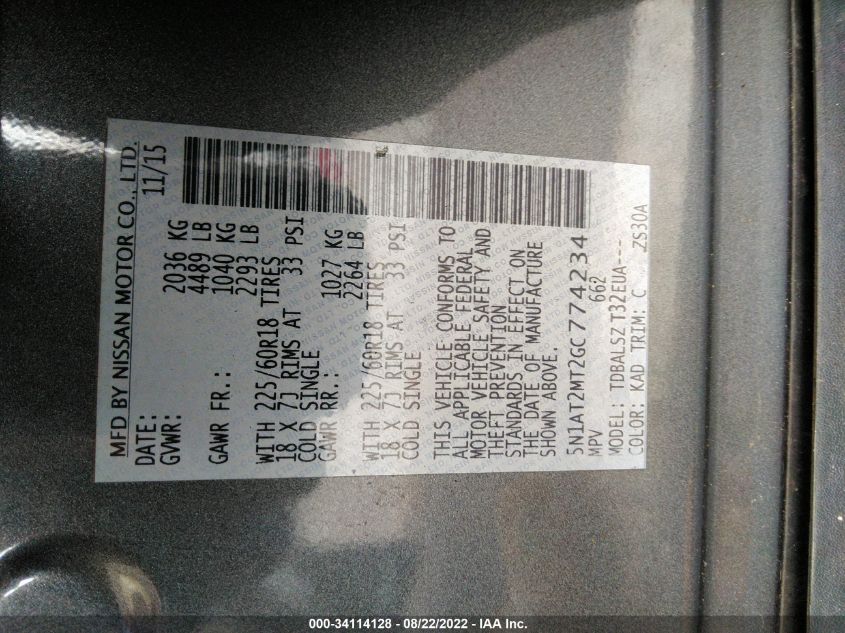 MFD BY NISSAN MOTOR CO., LTD.
DATE: 11/15
GVWR: 2036 KG
4489 LB
GAWR FR.: 1040 KG
2293 LB
WITH 225/60R18 TIRES
18 X 7J RIMS AT 33 PSI
COLD SINGLE
GAWR RR.: 1027 KG
2264 LB
WITH 225/60R18 TIRES
18 X 7J RIMS AT 33 PSI
COLD SINGLE
THIS VEHICLE CONFORMS TO
ALL APPLICABLE FEDERAL
MOTOR VEHICLE SAFETY AND
THEFT PREVENTION
STANDARDS IN EFFECT ON
THE DATE OF MANUFACTURE
SHOWN ABOVE.
5N1AT2MT2GC774234
MPV 662
MODEL: TDBALSZ T32EUA---
COLOR: KAD TRIM: C ZS30A
000-34114128 - 08/22/2022 - IAA Inc.